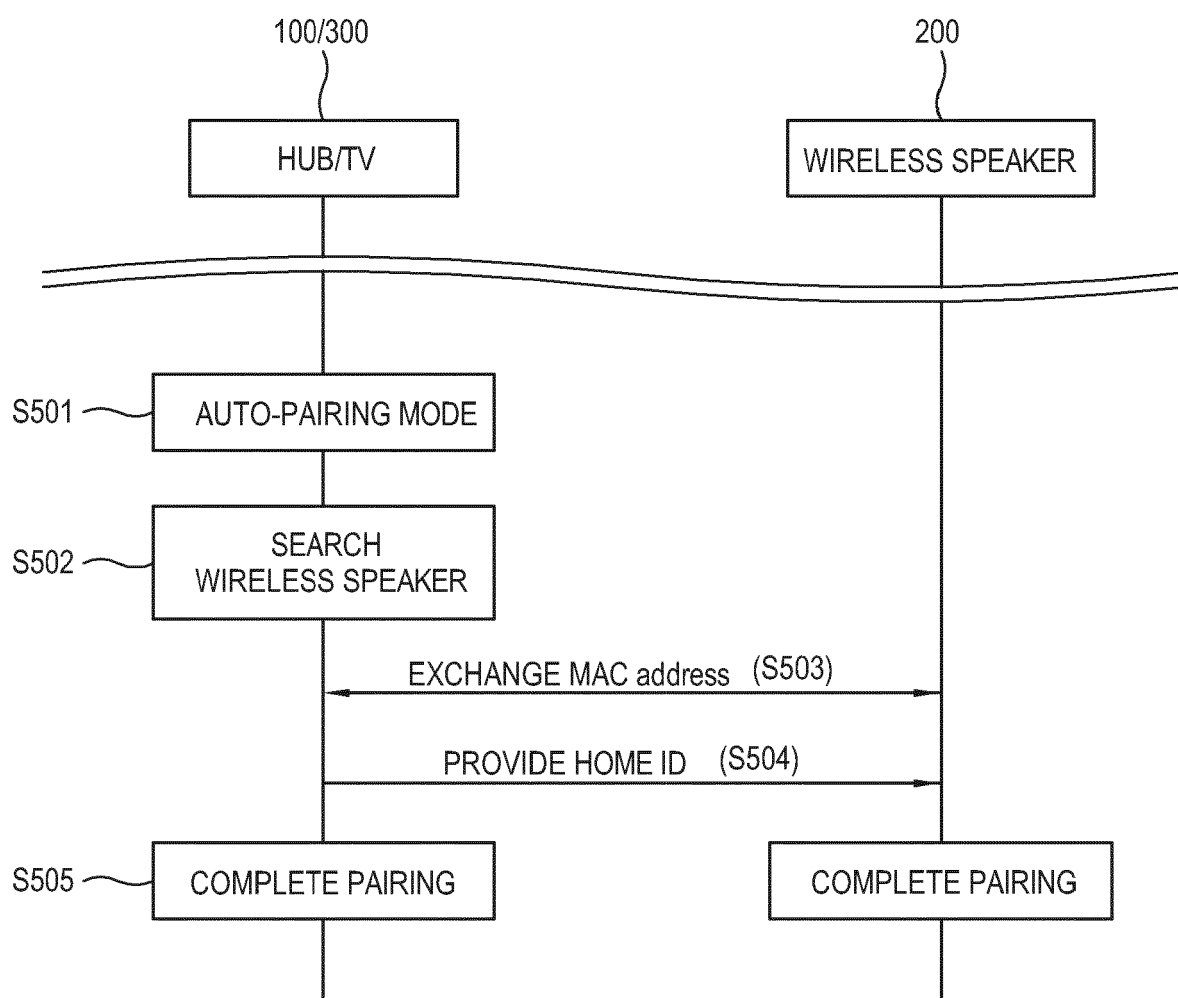 100/300
200
HUB/TV
WIRELESS SPEAKER
S501
AUTO-PAIRING MODE
S502
SEARCH
WIRELESS SPEAKER
EXCHANGE MAC address (S503)
PROVIDE HOME ID (S504)
S505
COMPLETE PAIRING
COMPLETE PAIRING